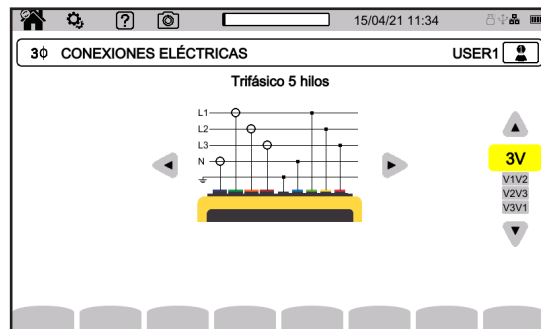 ? 15/04/21 11:34
3Φ CONEXIONES ELÉCTRICAS USER1
Trifásico 5 hilos
L1
L2
L3
N
3V
V1V2
V2V3
V3V1